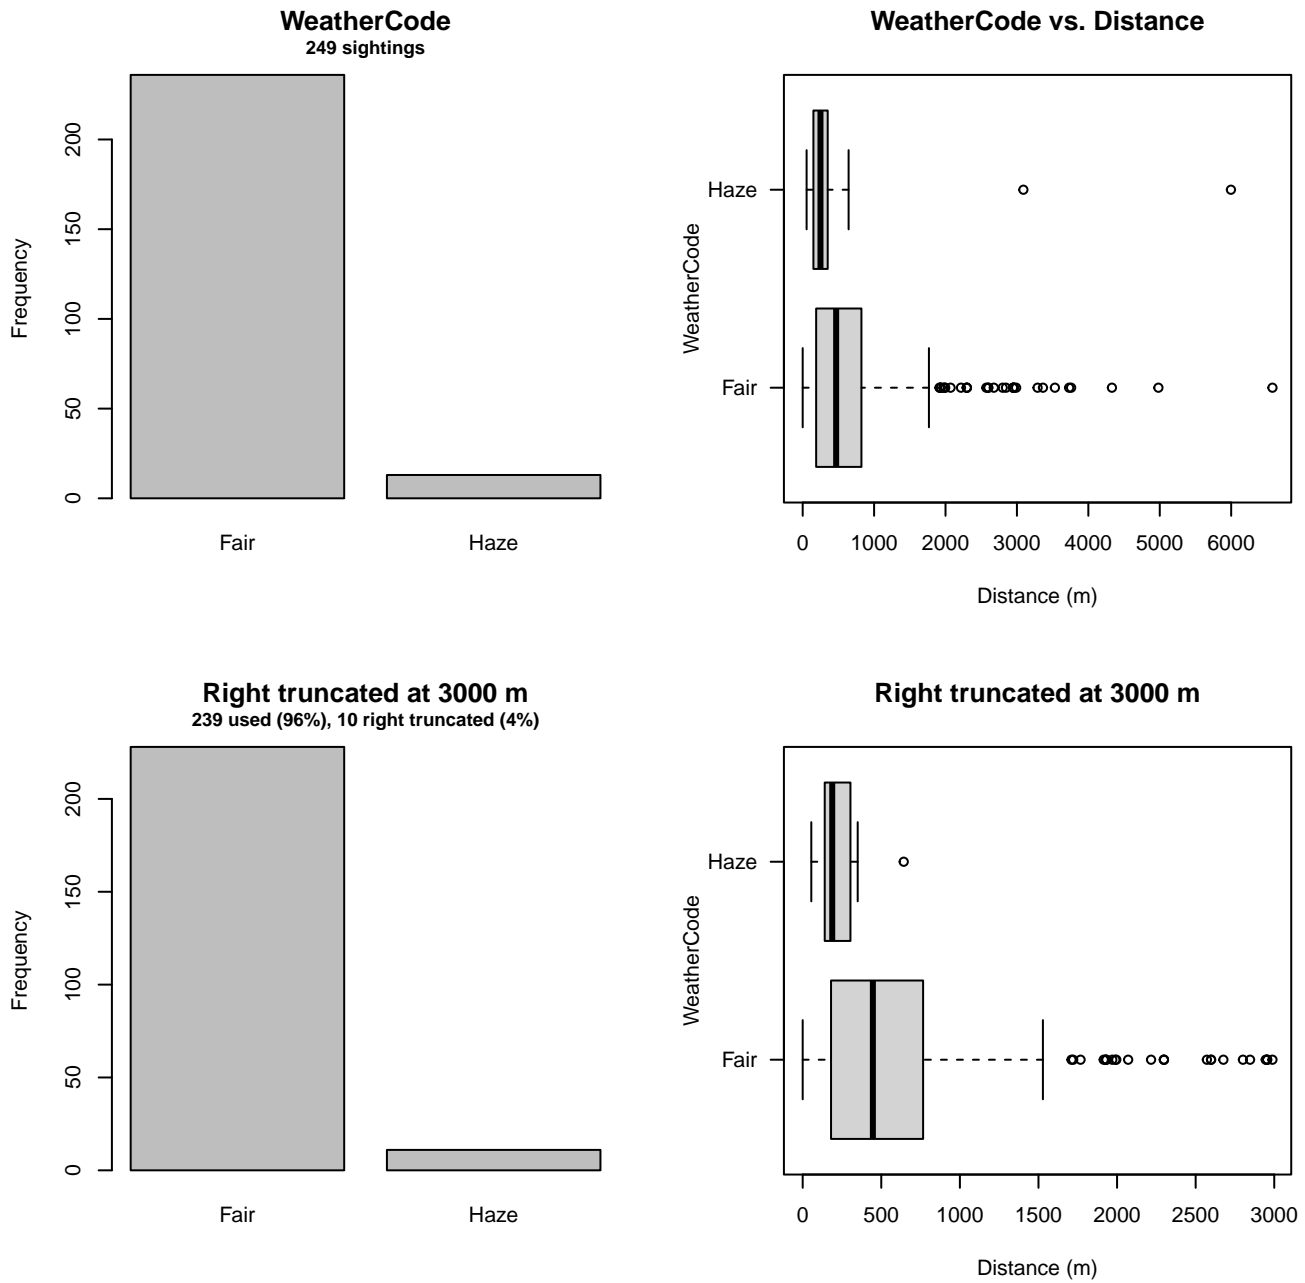 WeatherCode
249 sightings
Frequency
200
150
100
50
0
Fair Haze
WeatherCode vs. Distance
WeatherCode
Haze
Fair
0 1000 2000 3000 4000 5000 6000
Distance (m)
Right truncated at 3000 m
239 used (96%), 10 right truncated (4%)
Frequency
200
150
100
50
0
Fair Haze
Right truncated at 3000 m
WeatherCode
Haze
Fair
0 500 1000 1500 2000 2500 3000
Distance (m)